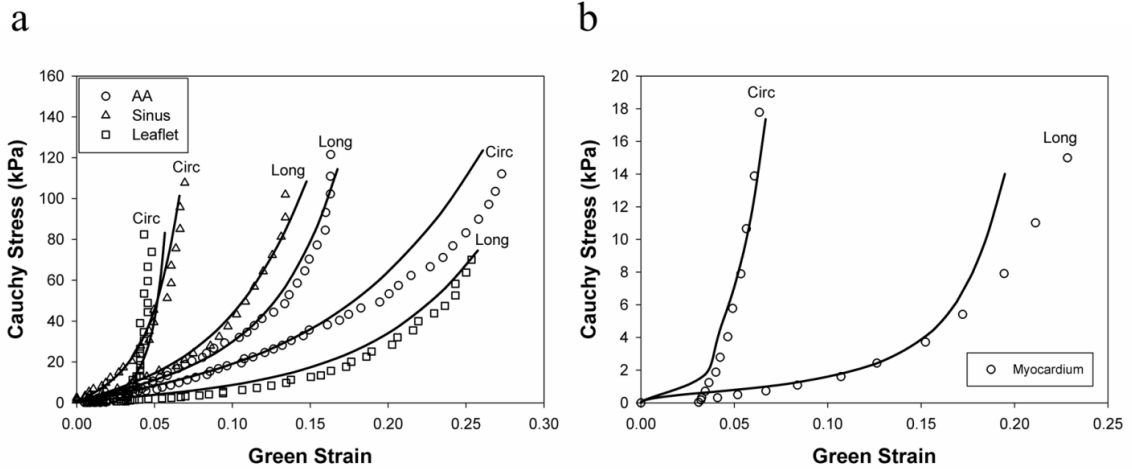 a
160
140
120
100
80
60
40
20
0
Cauchy Stress (kPa)
AA
Sinus
Leaflet
Circ
Circ
Long
Long
Circ
Long
0.00 0.05 0.10 0.15 0.20 0.25 0.30
Green Strain
b
20
18
16
14
12
10
8
6
4
2
0
Cauchy Stress (kPa)
Circ
Long
Myocardium
0.00 0.05 0.10 0.15 0.20 0.25
Green Strain